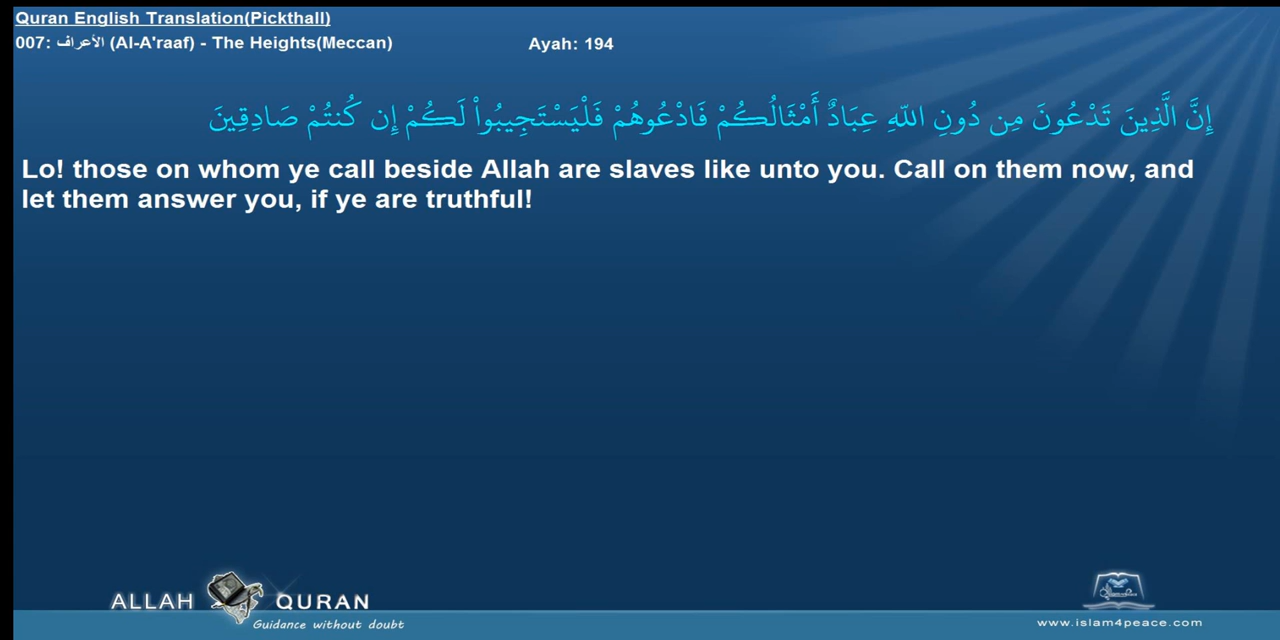 Quran English Translation(Pickthall)
007: الأعراف (Al-A'raaf) - The Heights(Meccan)
Ayah: 194
إِنَّ الَّذِينَ تَدْعُونَ مِن دُونِ اللّهِ عِبَادٌ أَمْثَالُكُمْ فَادْعُوهُمْ فَلْيَسْتَجِيبُواْ لَكُمْ إِن كُنتُمْ صَادِقِينَ
Lo! those on whom ye call beside Allah are slaves like unto you. Call on them now, and
let them answer you, if ye are truthful!
ALLAH QURAN
Guidance without doubt
www.islam4peace.com